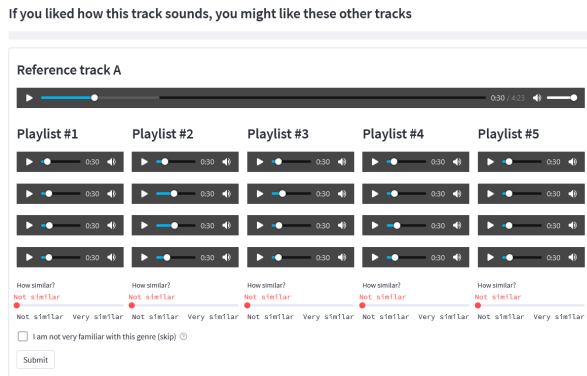 If you liked how this track sounds, you might like these other tracks
Reference track A
0:30 / 4:23
Playlist #1 Playlist #2 Playlist #3 Playlist #4 Playlist #5
0:30 0:30 0:30 0:30 0:30
0:30 0:30 0:30 0:30 0:30
0:30 0:30 0:30 0:30 0:30
0:30 0:30 0:30 0:30 0:30
How similar? How similar? How similar? How similar? How similar?
Not similar Not similar Not similar Not similar Not similar
Not similar Very similar Not similar Very similar Not similar Very similar Not similar Very similar Not similar Very similar
I am not very familiar with this genre (skip)
Submit